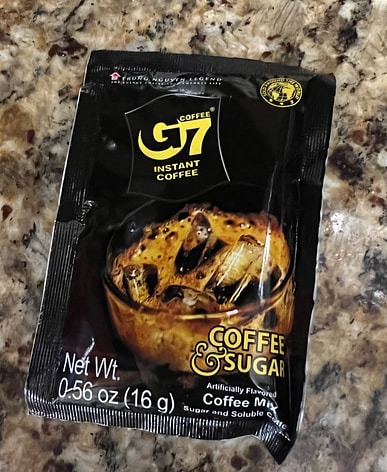 TRUNG NGUYEN LEGEND
COFFEE
G7®
INSTANT
COFFEE
COFFEE
& SUGAR
Net Wt.
0.56 oz (16 g)
Artificially Flavored
Coffee Mix
Sugar and Soluble